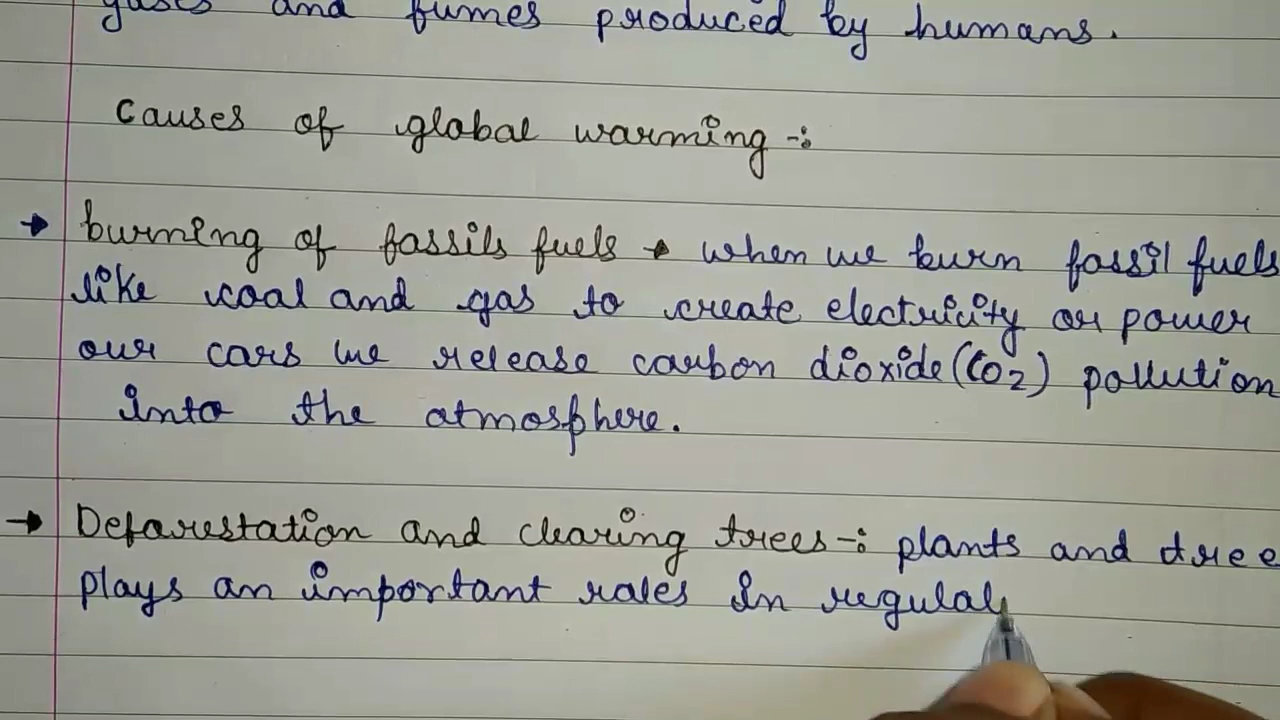 gases and fumes produced by humans.
Causes of global warming -:
→ burning of fassils fuels → when we burn fossil fuels
like coal and gas to create electricity or power
our cars we release carbon dioxide (CO2) pollution
into the atmosphere.
→ Deforestation and clearing trees -: plants and tree
plays an important roles in regulat